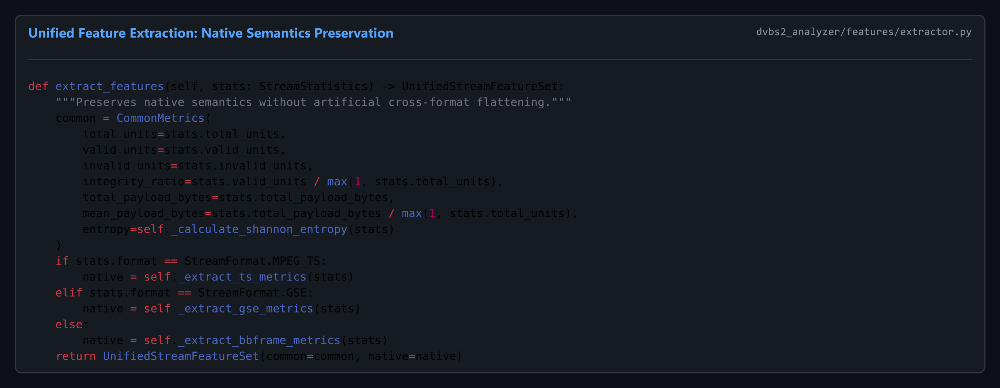 Unified Feature Extraction: Native Semantics Preservation
dvbs2_analyzer/features/extractor.py
def extract_features(self, stats: StreamStatistics) -> UnifiedStreamFeatureSet:
    """Preserves native semantics without artificial cross-format flattening."""
    common = CommonMetrics(
        total_units=stats.total_units,
        valid_units=stats.valid_units,
        invalid_units=stats.invalid_units,
        integrity_ratio=stats.valid_units / max(1, stats.total_units),
        total_payload_bytes=stats.total_payload_bytes,
        mean_payload_bytes=stats.total_payload_bytes / max(1, stats.total_units),
        entropy=self._calculate_shannon_entropy(stats)
    )
    if stats.format == StreamFormat.MPEG_TS:
        native = self._extract_ts_metrics(stats)
    elif stats.format == StreamFormat.GSE:
        native = self._extract_gse_metrics(stats)
    else:
        native = self._extract_bbframe_metrics(stats)
    return UnifiedStreamFeatureSet(common=common, native=native)